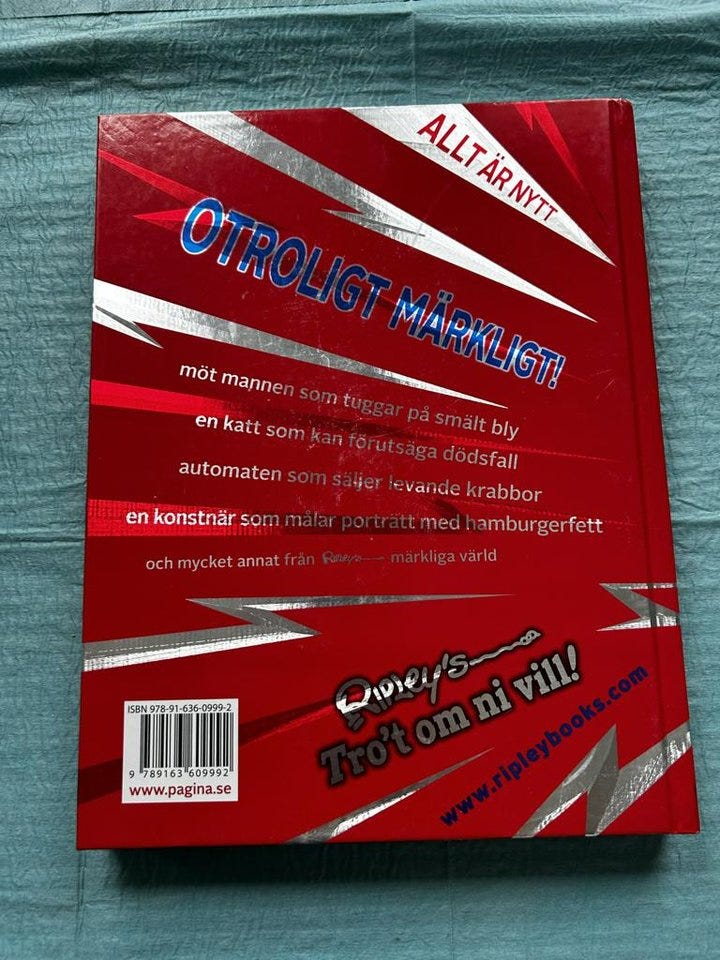 ALLT ÄR NYTT
OTROLIGT MÄRKLIGT!
möt mannen som tuggar på smält bly
en katt som kan förutsäga dödsfall
automaten som säljer levande krabbor
en konstnär som målar porträtt med hamburgerfett
och mycket annat från Ripley's märkliga värld
Ripley's
Tro't om ni vill!
www.ripleybooks.com
ISBN 978-91-636-0999-2
9 789163 609992
www.pagina.se